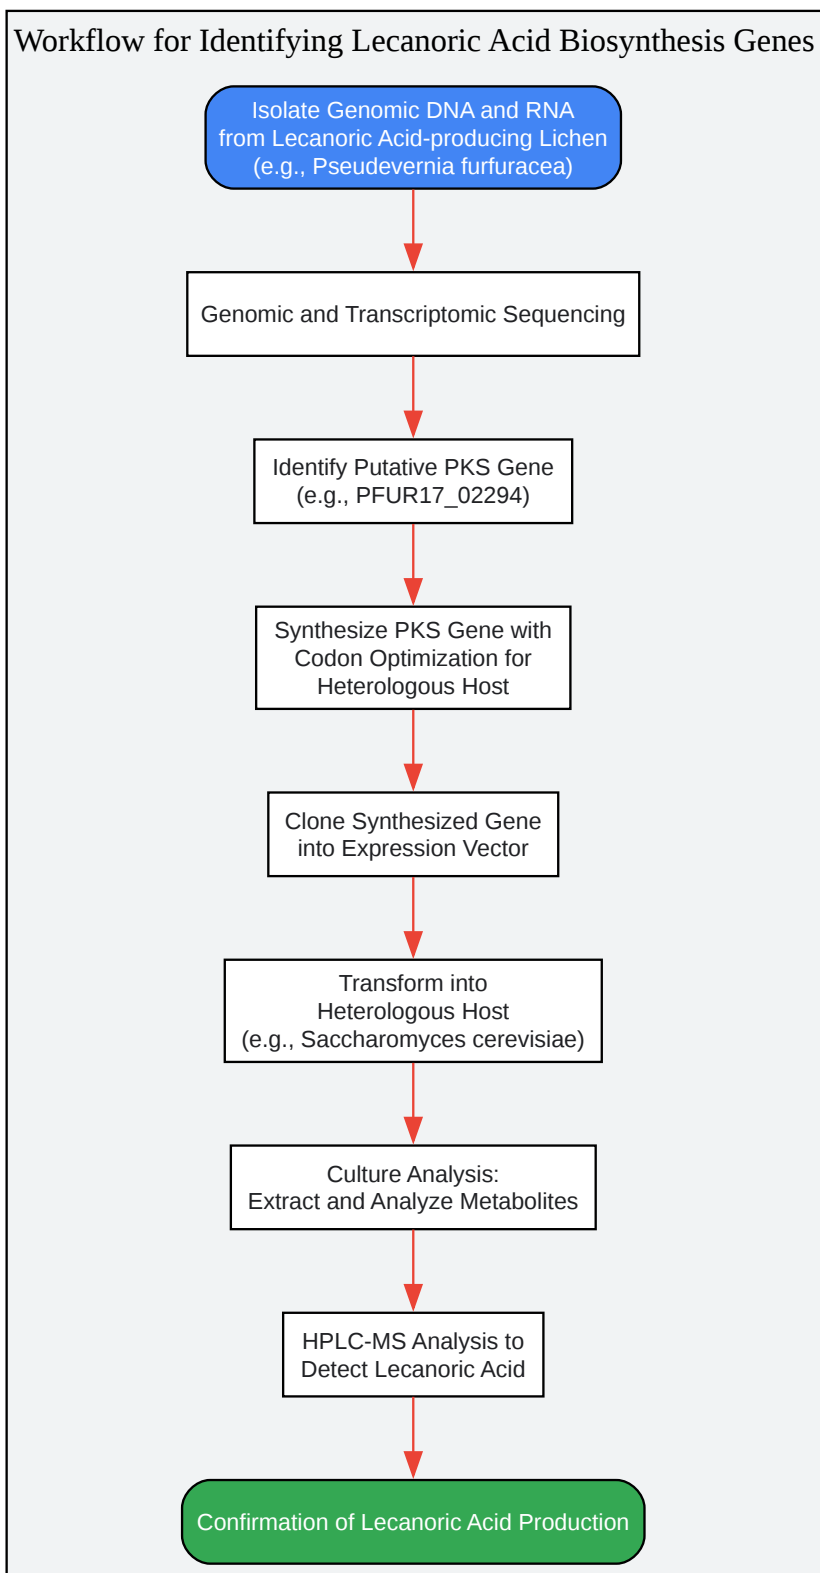 Workflow for Identifying Lecanoric Acid Biosynthesis Genes
Isolate Genomic DNA and RNA
from Lecanoric Acid-producing Lichen
(e.g., Pseudevernia furfuracea)
Genomic and Transcriptomic Sequencing
Identify Putative PKS Gene
(e.g., PFUR17_02294)
Synthesize PKS Gene with
Codon Optimization for
Heterologous Host
Clone Synthesized Gene
into Expression Vector
Transform into
Heterologous Host
(e.g., Saccharomyces cerevisiae)
Culture Analysis:
Extract and Analyze Metabolites
HPLC-MS Analysis to
Detect Lecanoric Acid
Confirmation of Lecanoric Acid Production